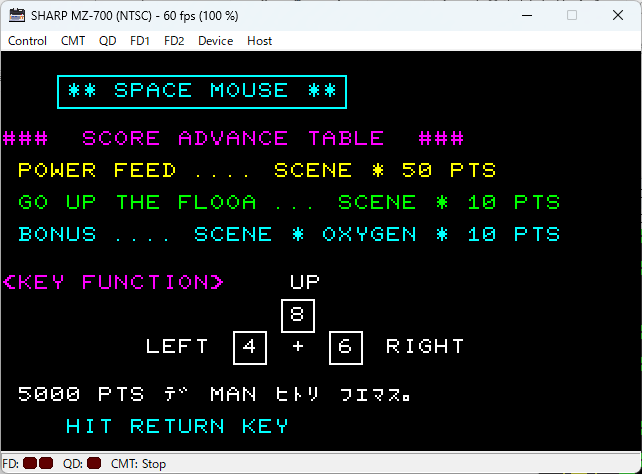 SHARP MZ-700 (NTSC) - 60 fps (100 %)
Control CMT QD FD1 FD2 Device Host
** SPACE MOUSE **
### SCORE ADVANCE TABLE ###
POWER FEED .... SCENE * 50 PTS
GO UP THE FLOOA ... SCENE * 10 PTS
BONUS .... SCENE * OXYGEN * 10 PTS
<KEY FUNCTION> UP
8
LEFT 4 + 6 RIGHT
5000 PTS デ MAN ヒトリ フエマス。
HIT RETURN KEY
FD: QD: CMT: Stop